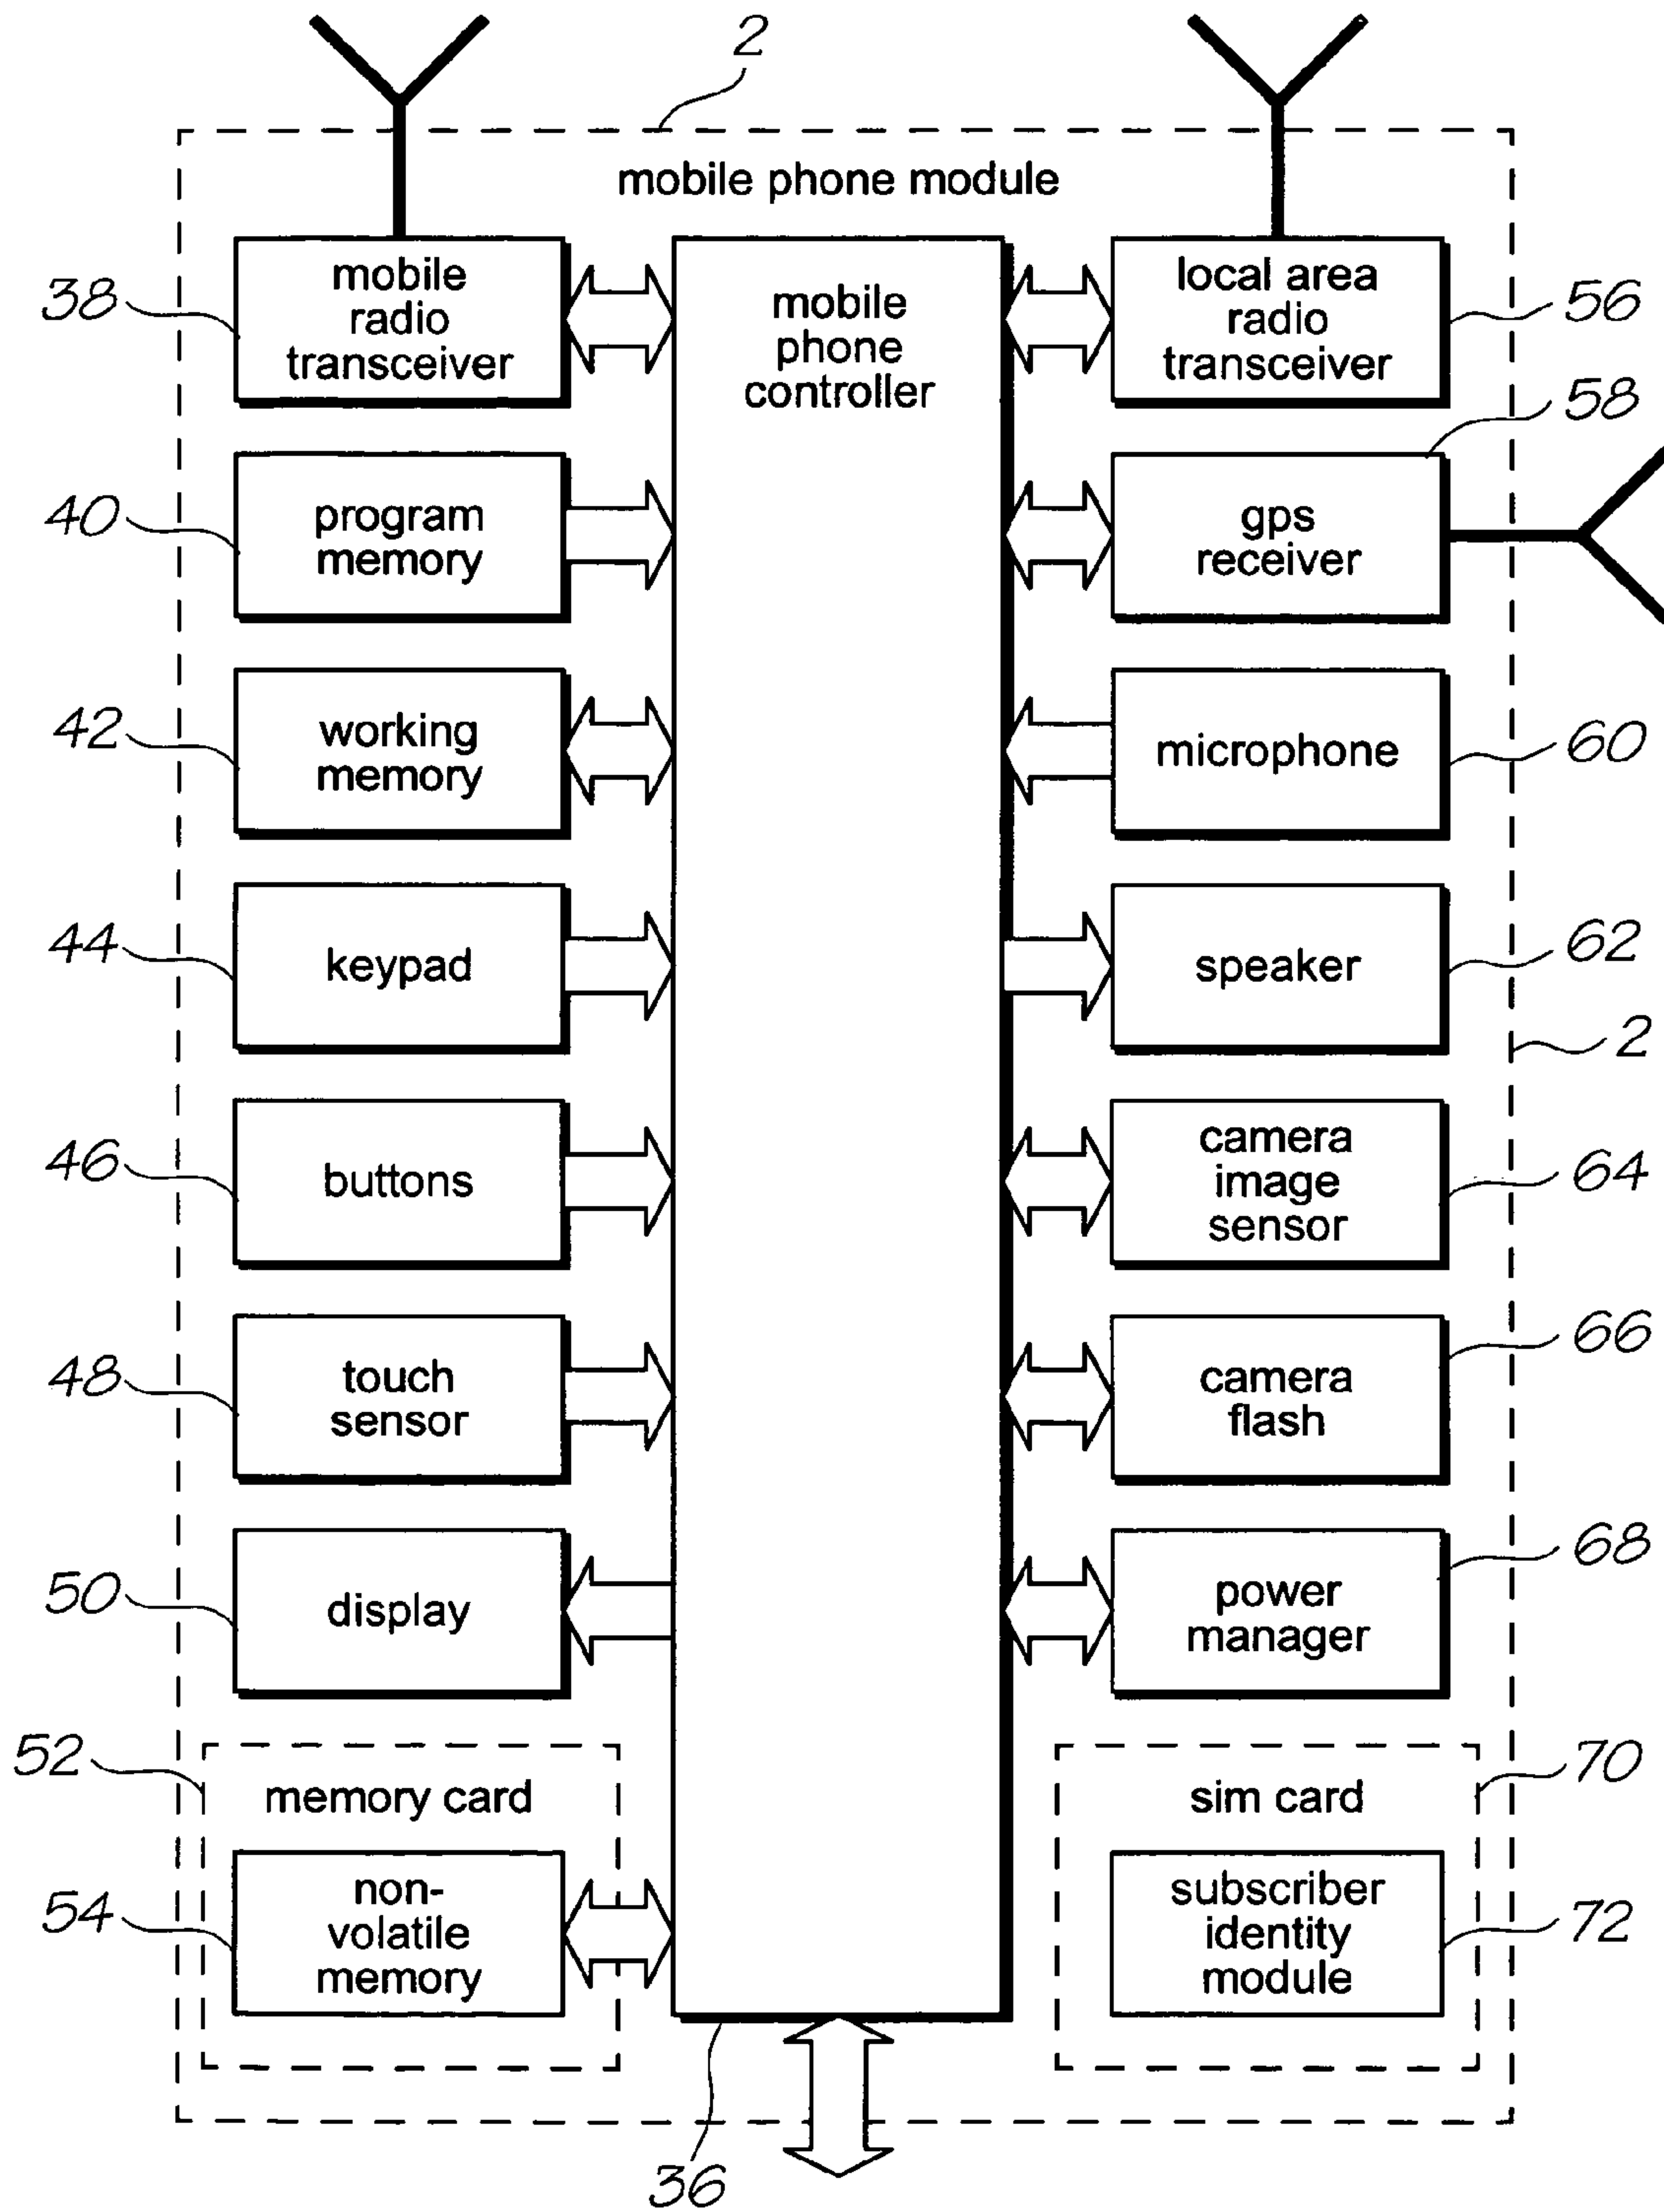 2
mobile phone module
38
mobile
radio
transceiver
mobile
phone
controller
local area
radio
transceiver
56
58
40
program
memory
gps
receiver
42
working
memory
microphone
60
44
keypad
speaker
62
2
46
buttons
camera
image
sensor
64
48
touch
sensor
camera
flash
66
50
display
power
manager
68
52
memory card
sim card
70
54
non-
volatile
memory
subscriber
identity
module
72
36